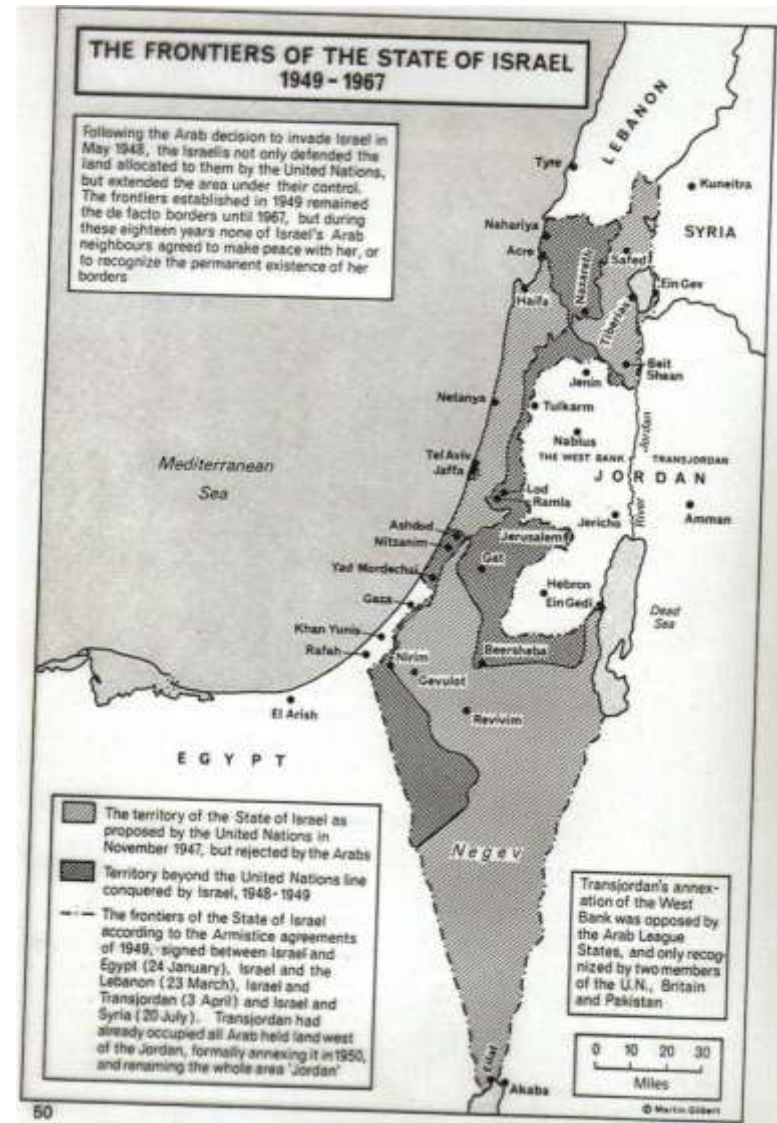 THE FRONTIERS OF THE STATE OF ISRAEL
1949-1967
Following the Arab decision to invade Israel in
May 1948, the Israelis not only defended the
land allocated to them by the United Nations,
but extended the area under their control.
The frontiers established in 1949 remained
the de facto borders until 1967, but during
these eighteen years none of Israel's Arab
neighbours agreed to make peace with her, or
to recognize the permanent existence of her
borders
LEBANON
Tyre
Kuneitra
SYRIA
Nahariya
Acre
Safed
Nazareth
Ein Gev
Haifa
Tiberias
Beit
Shean
Jenin
Netanya
Tulkarm
Nablus
Jordan
THE WEST BANK
TRANSJORDAN
JORDAN
Mediterranean
Sea
Tel Aviv
Jaffa
Lod
Ramla
Jericho
River
Amman
Ashdod
Nitzanim
Jerusalem
Gat
Yad Mordechai
Gaza
Hebron
Ein Gedi
Dead
Sea
Khan Yunis
Rafah
Nirim
Beersheba
Gevulot
El Arish
Revivim
EGYPT
Negev
The territory of the State of Israel as
proposed by the United Nations in
November 1947, but rejected by the Arabs
Territory beyond the United Nations line
conquered by Israel, 1948-1949
The frontiers of the State of Israel
according to the Armistice agreements
of 1949, signed between Israel and
Egypt (24 January), Israel and the
Lebanon (23 March), Israel and
Transjordan (3 April) and Israel and
Syria (20 July). Transjordan had
already occupied all Arab held land west
of the Jordan, formally annexing it in 1950,
and renaming the whole area 'Jordan'
Transjordan's annex-
ation of the West
Bank was opposed by
the Arab League
States, and only recog-
nized by two members
of the U.N., Britain
and Pakistan
0 10 20 30
Miles
Eilat
Akaba
© Martin Gilbert
50